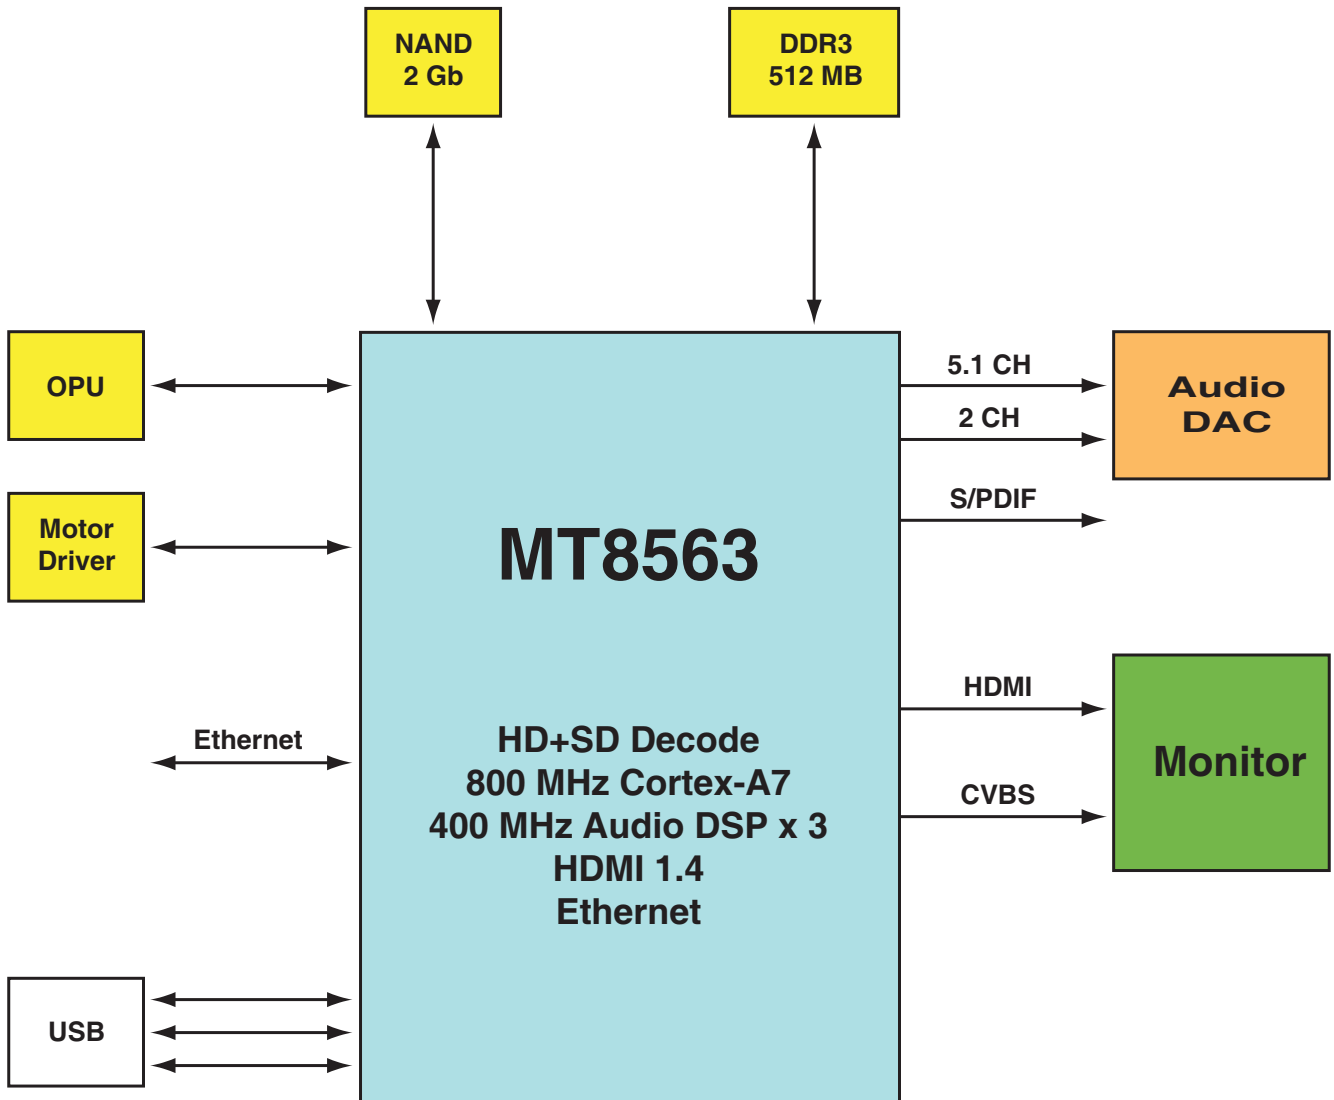 NAND
2 Gb
DDR3
512 MB
OPU
5.1 CH
Audio
DAC
2 CH
S/PDIF
Motor
Driver
MT8563
HDMI
Monitor
CVBS
Ethernet
HD+SD Decode
800 MHz Cortex-A7
400 MHz Audio DSP x 3
HDMI 1.4
Ethernet
USB